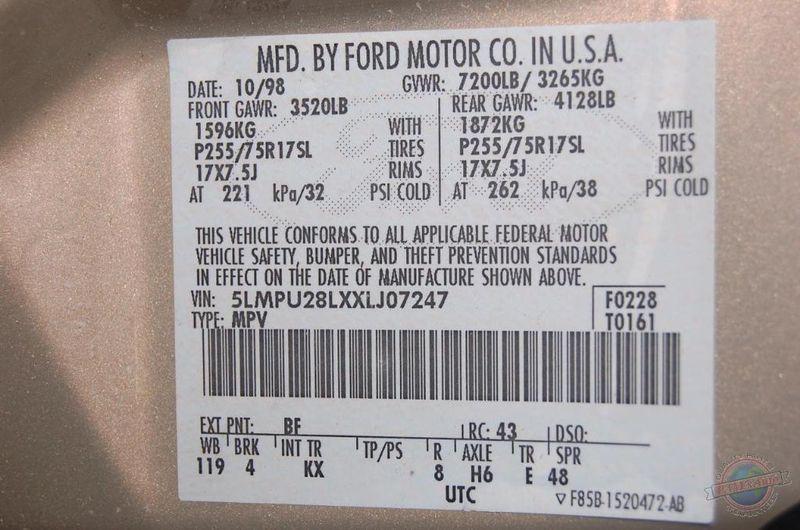 MFD. BY FORD MOTOR CO. IN U.S.A.
DATE: 10/98 GVWR: 7200LB/ 3265KG
FRONT GAWR: 3520LB REAR GAWR: 4128LB
1596KG WITH 1872KG WITH
P255/75R17SL TIRES P255/75R17SL TIRES
17X7.5J RIMS 17X7.5J RIMS
AT 221 kPa/32 PSI COLD AT 262 kPa/38 PSI COLD
THIS VEHICLE CONFORMS TO ALL APPLICABLE FEDERAL MOTOR
VEHICLE SAFETY, BUMPER, AND THEFT PREVENTION STANDARDS
IN EFFECT ON THE DATE OF MANUFACTURE SHOWN ABOVE.
VIN: 5LMPU28LXXLJ07247 F0228
TYPE: MPV T0161
EXT PNT: BF RC: 43 DSO:
WB BRK INT TR TP/PS R AXLE TR SPR
119 4 KX 8 H6 E 48
UTC F85B-1520472-AB